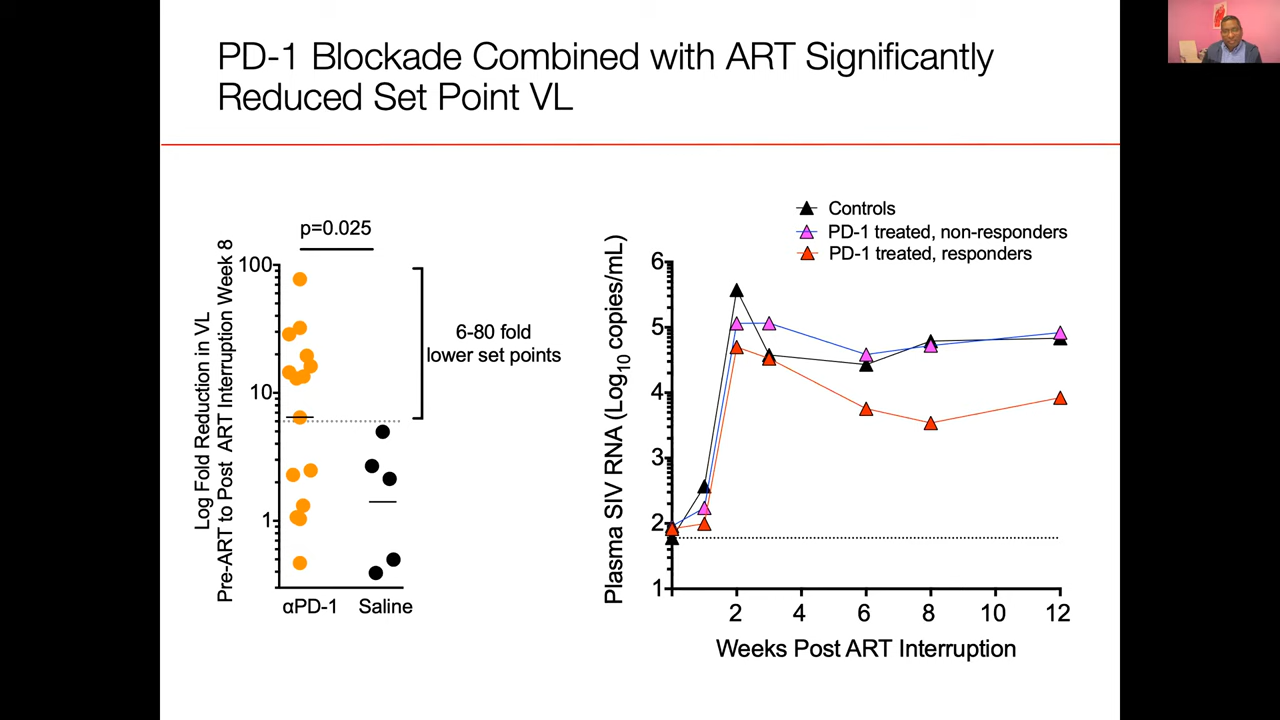 PD-1 Blockade Combined with ART Significantly
Reduced Set Point VL
p=0.025
Log Fold Reduction in VL
Pre-ART to Post ART Interruption Week 8
100
10
1
6-80 fold
lower set points
αPD-1
Saline
Controls
PD-1 treated, non-responders
PD-1 treated, responders
Plasma SIV RNA (Log10 copies/mL)
6
5
4
3
2
1
2 4 6 8 10 12
Weeks Post ART Interruption